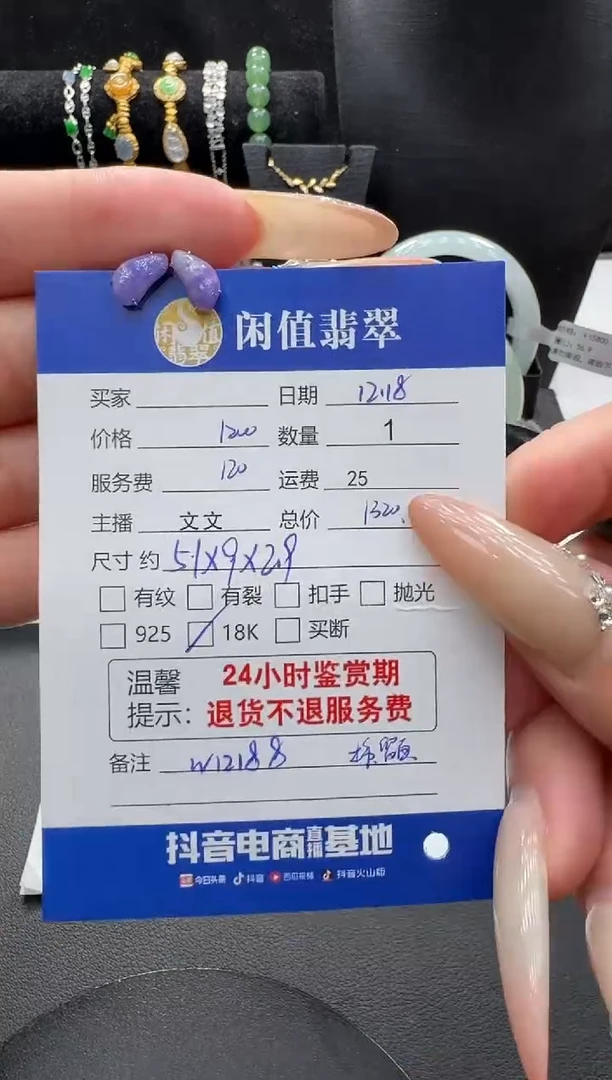 闲值翡翠
买家 日期 12.18
价格 1200 数量 1
服务费 120 运费 25
主播 文文 总价 1320
尺寸 约 5.1X9X2.9
有纹 有裂 扣手 抛光
925 18K 买断
温馨 24小时鉴赏期
提示: 退货不退服务费
备注 W12188
抖音电商直播基地
今日头条 抖音 西瓜视频 抖音火山版